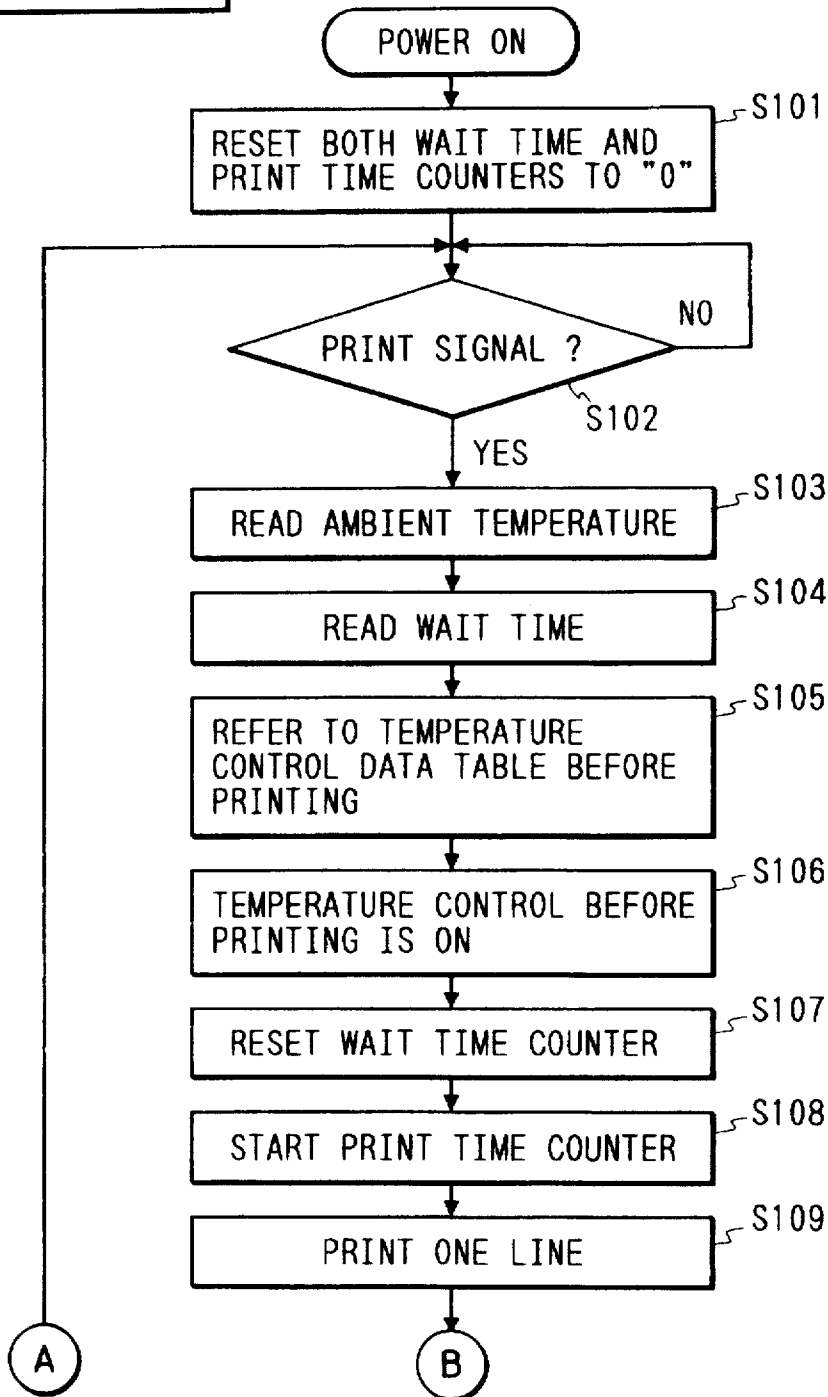 POWER ON
S101
RESET BOTH WAIT TIME AND
PRINT TIME COUNTERS TO "0"
NO
PRINT SIGNAL ?
S102
YES
S103
READ AMBIENT TEMPERATURE
S104
READ WAIT TIME
S105
REFER TO TEMPERATURE
CONTROL DATA TABLE BEFORE
PRINTING
S106
TEMPERATURE CONTROL BEFORE
PRINTING IS ON
S107
RESET WAIT TIME COUNTER
S108
START PRINT TIME COUNTER
S109
PRINT ONE LINE
A
B